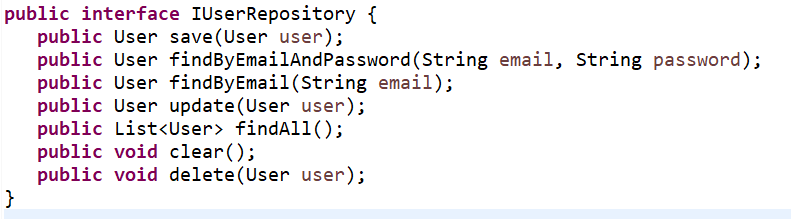 public interface IUserRepository {
public User save(User user);
public User findByEmailAndPassword(String email, String password);
public User findByEmail(String email);
public User update(User user);
public List<User> findAll();
public void clear();
public void delete(User user);
}